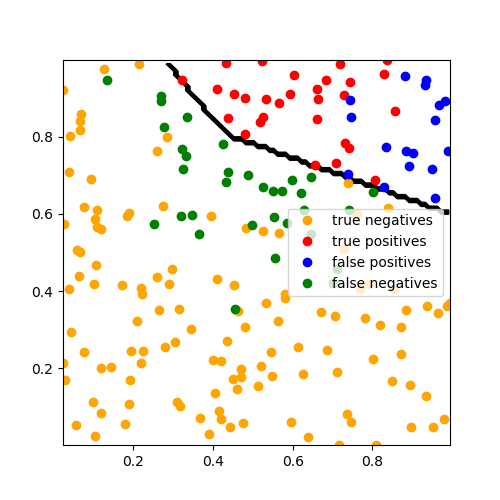 0.8
0.6
0.4
0.2
true negatives
true positives
false positives
false negatives
0.2 0.4 0.6 0.8